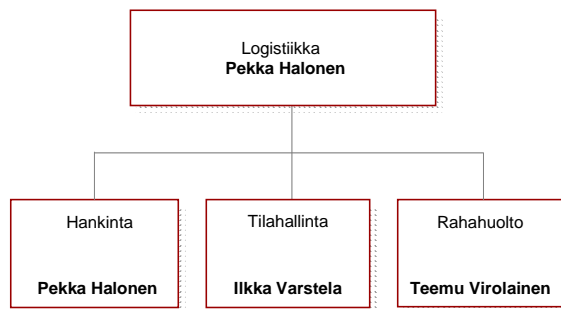 Logistiikka
Pekka Halonen
Hankinta
Pekka Halonen
Tilahallinta
Ilkka Varstela
Rahahuolto
Teemu Virolainen